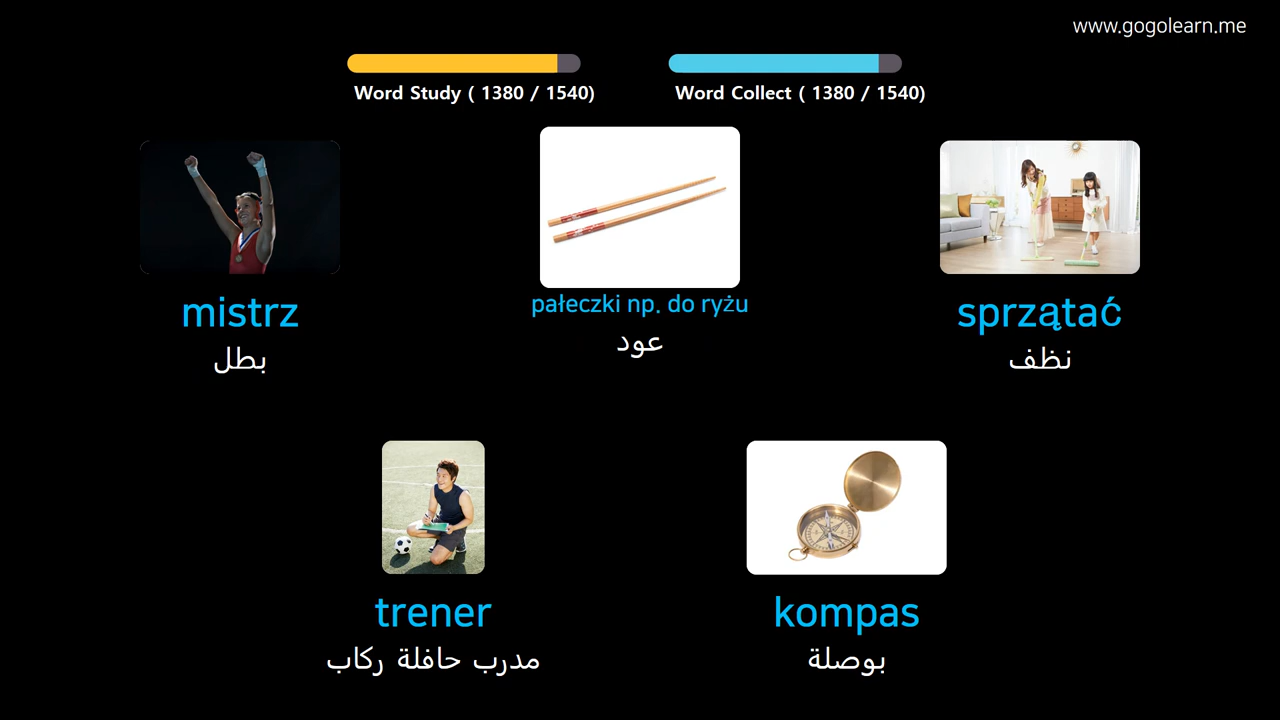 www.gogolearn.me
Word Study ( 1380 / 1540)
Word Collect ( 1380 / 1540)
mistrz
بطل
pałeczki np. do ryżu
عود
sprzątać
نظف
trener
مدرب حافلة ركاب
kompas
بوصلة